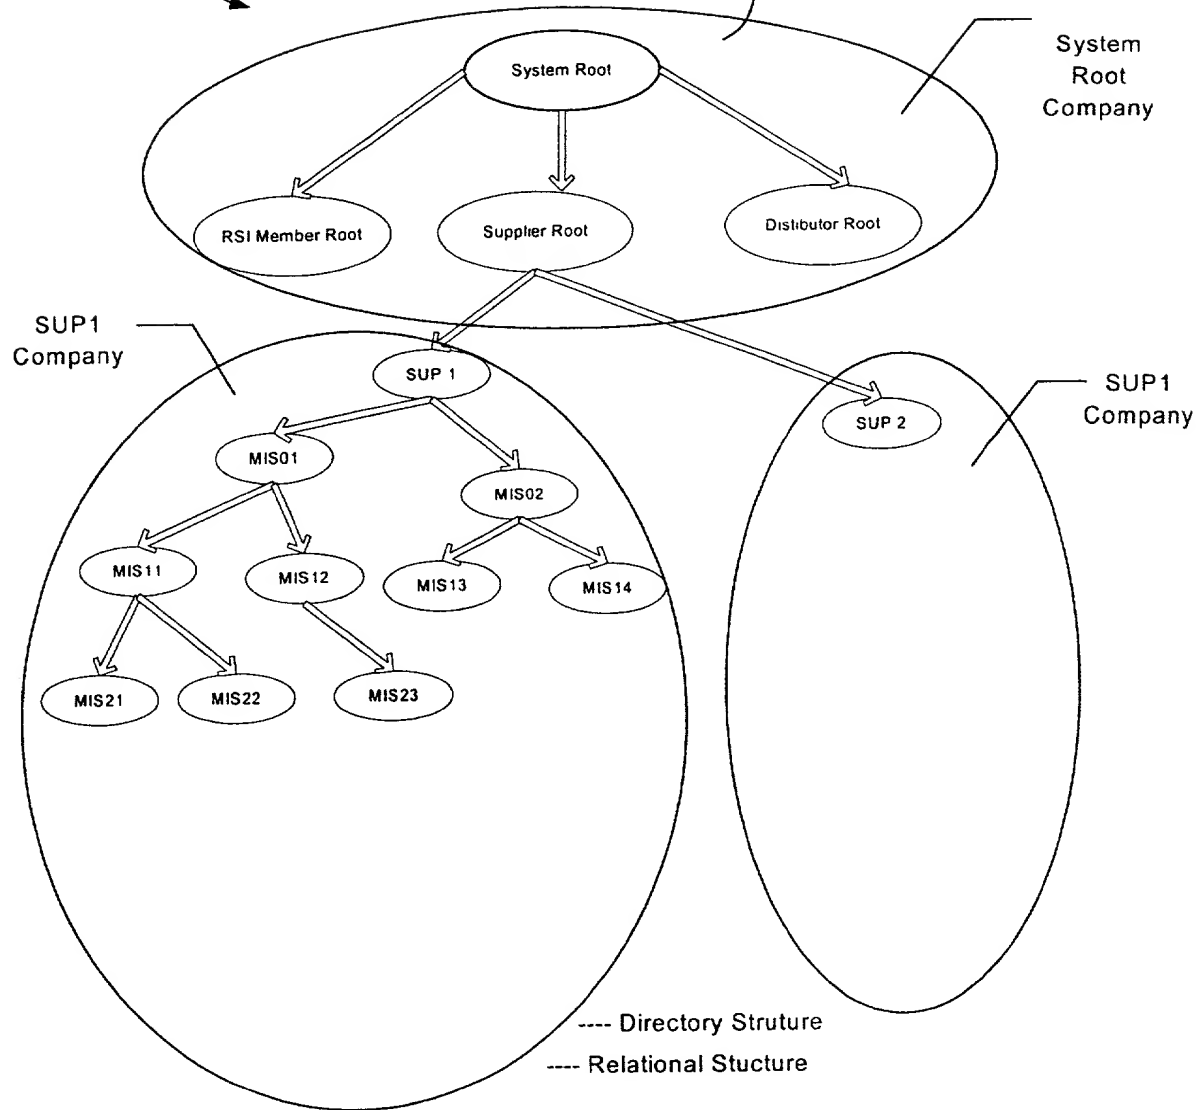 System Root
System
Root
Company
RSI Member Root
Supplier Root
Distibutor Root
SUP1
Company
SUP 1
SUP1
Company
SUP 2
MIS01
MIS02
MIS11
MIS12
MIS13
MIS14
MIS21
MIS22
MIS23
---- Directory Struture
---- Relational Stucture